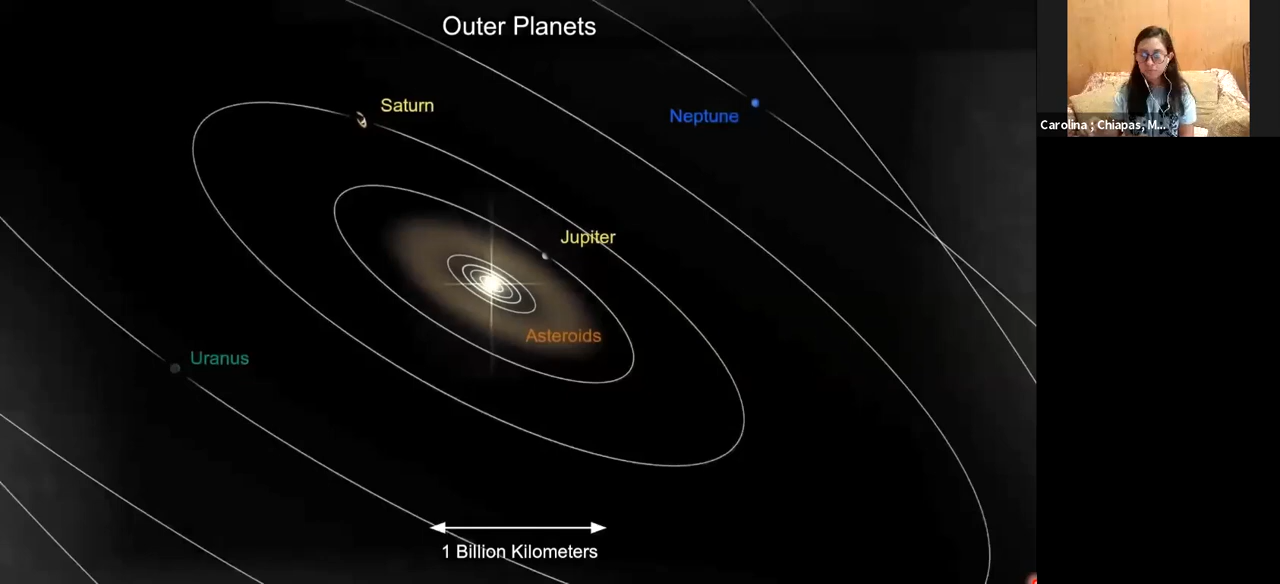 Outer Planets
Saturn
Neptune
Jupiter
Asteroids
Uranus
1 Billion Kilometers
Carolina ; Chiapas, M...